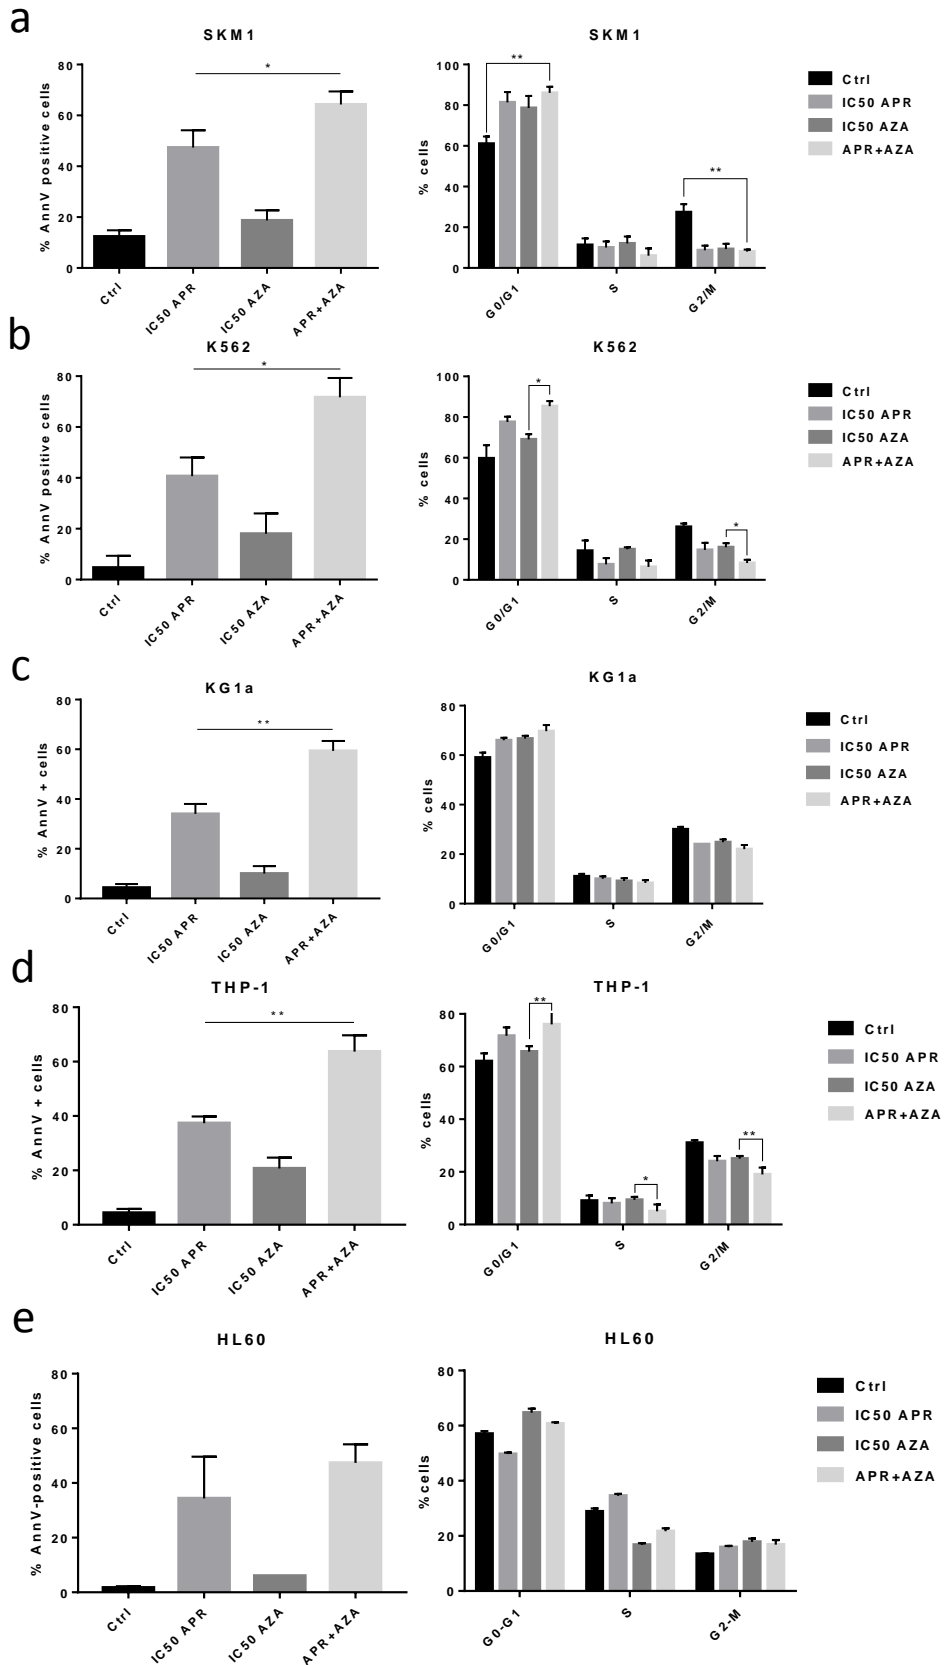 a
SKM1
% AnnV positive cells
80
60
40
20
0
*
Ctrl
IC50 APR
IC50 AZA
APR+AZA
SKM1
% cells
100
80
60
40
20
0
**
**
G0/G1
S
G2/M
Ctrl
IC50 APR
IC50 AZA
APR+AZA
b
K562
% AnnV positive cells
80
60
40
20
0
*
Ctrl
IC50 APR
IC50 AZA
APR+AZA
K562
% cells
100
80
60
40
20
0
*
*
G0/G1
S
G2/M
Ctrl
IC50 APR
IC50 AZA
APR+AZA
c
KG1a
% AnnV + cells
80
60
40
20
0
**
Ctrl
IC50 APR
IC50 AZA
APR+AZA
KG1a
% cells
80
60
40
20
0
G0/G1
S
G2/M
Ctrl
IC50 APR
IC50 AZA
APR+AZA
d
THP-1
% AnnV + cells
80
60
40
20
0
**
Ctrl
IC50 APR
IC50 AZA
APR+AZA
THP-1
% cells
80
60
40
20
0
**
*
**
G0/G1
S
G2/M
Ctrl
IC50 APR
IC50 AZA
APR+AZA
e
HL60
% AnnV-positive cells
80
60
40
20
0
Ctrl
IC50 APR
IC50 AZA
APR+AZA
HL60
%cells
80
60
40
20
0
G0-G1
S
G2-M
Ctrl
IC50 APR
IC50 AZA
APR+AZA